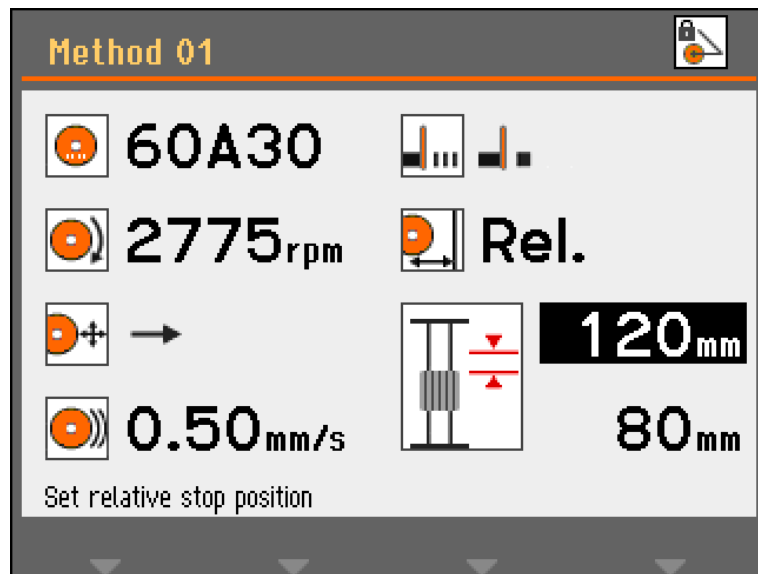 Method 01
60A30
2775rpm
Rel.
120mm
0.50mm/s
80mm
Set relative stop position